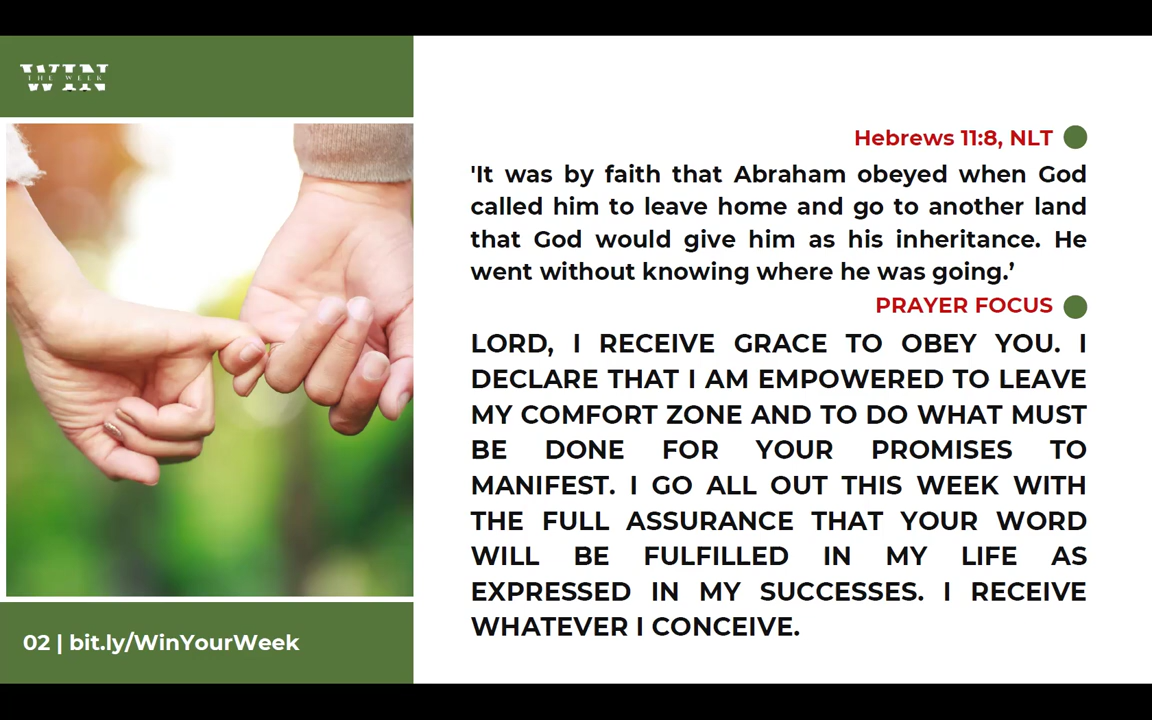 WIN
THE WEEK
Hebrews 11:8, NLT
'It was by faith that Abraham obeyed when God
called him to leave home and go to another land
that God would give him as his inheritance. He
went without knowing where he was going.’
PRAYER FOCUS
LORD, I RECEIVE GRACE TO OBEY YOU. I
DECLARE THAT I AM EMPOWERED TO LEAVE
MY COMFORT ZONE AND TO DO WHAT MUST
BE DONE FOR YOUR PROMISES TO
MANIFEST. I GO ALL OUT THIS WEEK WITH
THE FULL ASSURANCE THAT YOUR WORD
WILL BE FULFILLED IN MY LIFE AS
EXPRESSED IN MY SUCCESSES. I RECEIVE
WHATEVER I CONCEIVE.
02 | bit.ly/WinYourWeek